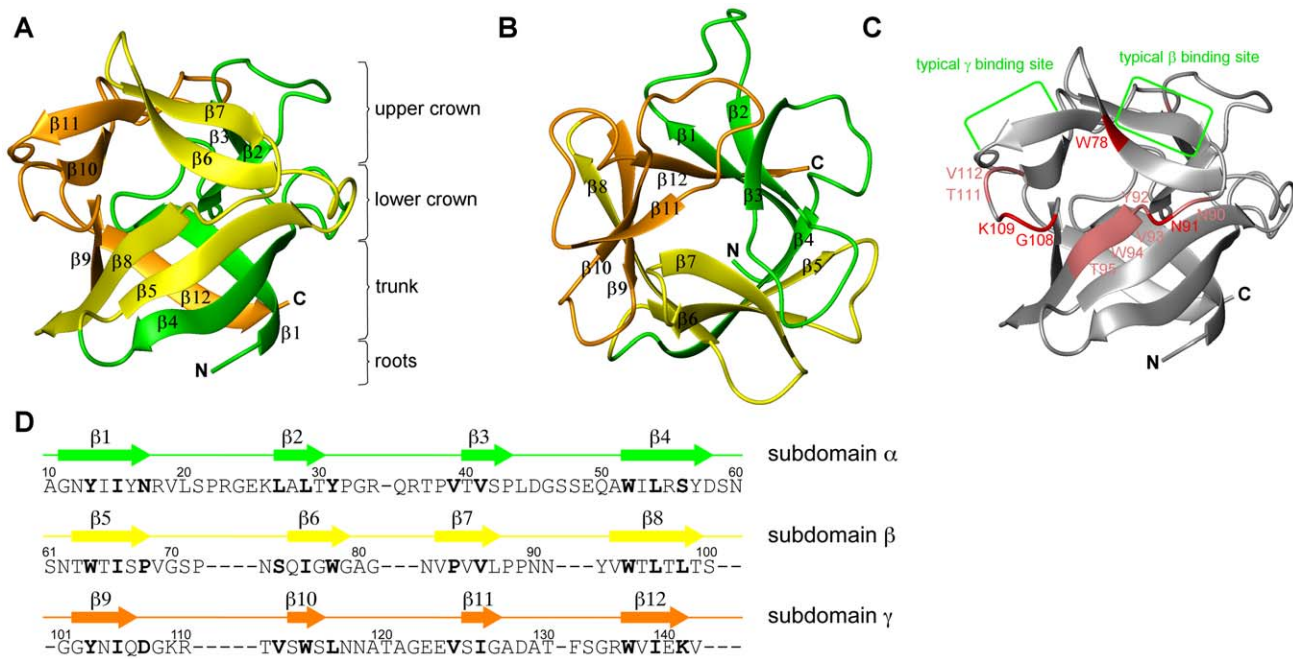 A
β11
β10
β9
β8
β5
β12
β4
β7
β3
β6
β2
β1
C
N
upper crown
lower crown
trunk
roots
B
β2
β1
β8
β12
C
β11
β3
N
β4
β10
β7
β5
β9
β6
C
typical γ binding site
typical β binding site
W78
V112
T111
K109
G108
Y92
N90
N91
V93
W94
T95
C
N
D
β1 β2 β3 β4
subdomain α
10 20 30 40 50 60
AGNYIIYNRVLSPRGEKLALTYPGR-QRTPVTVSPLDGSSEQAWILRSYDSN
β5 β6 β7 β8
subdomain β
61 70 80 90 100
SNTWTISPVGSP----NSQIGWGAG---NVPVVLPPNN---YVWTLTLTS--
β9 β10 β11 β12
subdomain γ
101 110 120 130 140
-GGYNIQDGKR-----TVSWSLNNATAGEEVSIGADAT-FSGRWVIEKV---